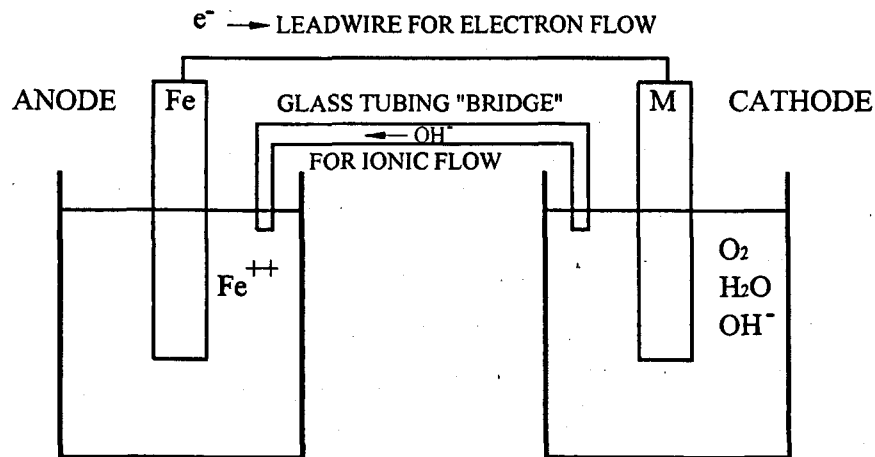 e⁻ → LEADWIRE FOR ELECTRON FLOW
ANODE
Fe
GLASS TUBING "BRIDGE"
M
CATHODE
← OH⁻
FOR IONIC FLOW
Fe⁺⁺
O₂
H₂O
OH⁻